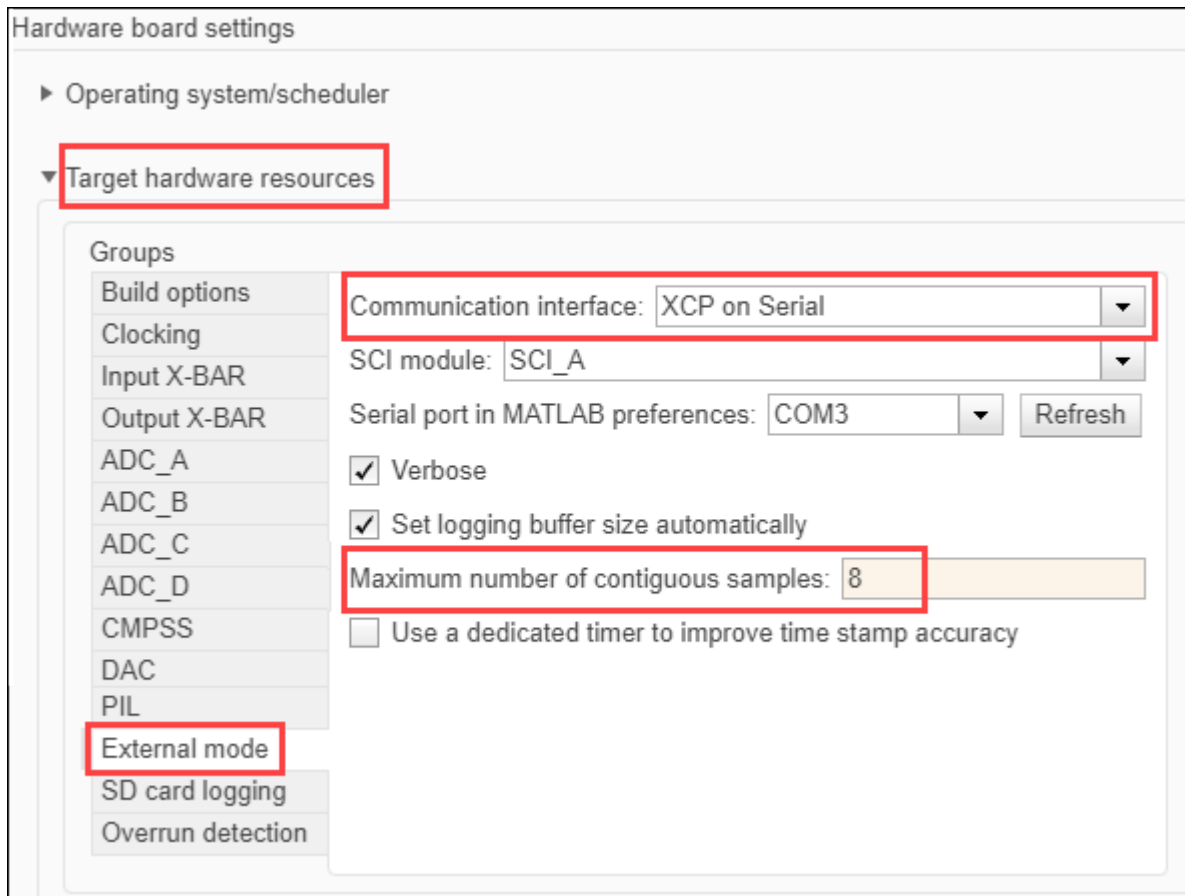 Hardware board settings
Operating system/scheduler
Target hardware resources
Groups
Build options
Clocking
Input X-BAR
Output X-BAR
ADC_A
ADC_B
ADC_C
ADC_D
CMPSS
DAC
PIL
External mode
SD card logging
Overrun detection
Communication interface: XCP on Serial
SCI module: SCI_A
Serial port in MATLAB preferences: COM3 Refresh
Verbose
Set logging buffer size automatically
Maximum number of contiguous samples: 8
Use a dedicated timer to improve time stamp accuracy